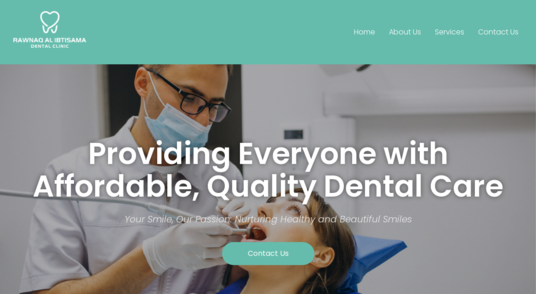 RAWNAQ AL IBTISAMA
DENTAL CLINIC
Home About Us Services Contact Us
Providing Everyone with
Affordable, Quality Dental Care
Your Smile, Our Passion: Nurturing Healthy and Beautiful Smiles
Contact Us